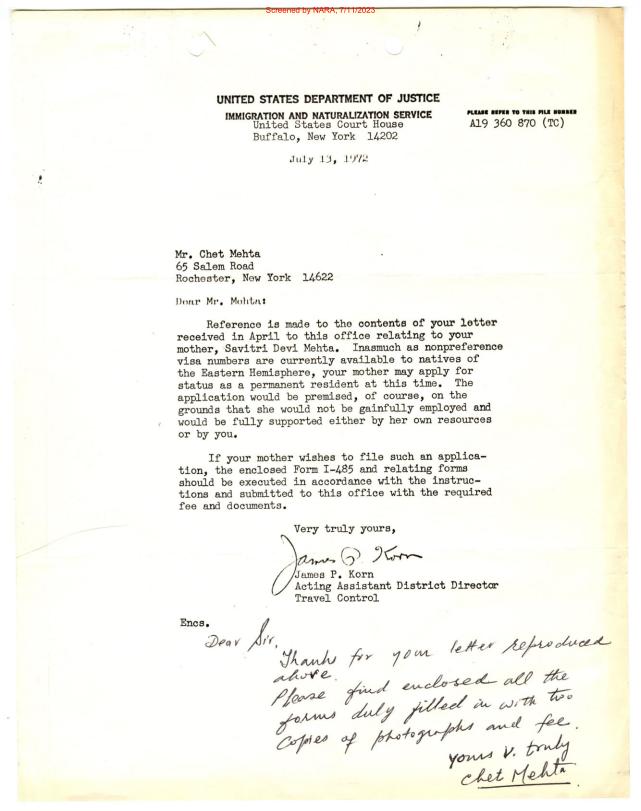 Screened by NARA, 7/11/2023
UNITED STATES DEPARTMENT OF JUSTICE
IMMIGRATION AND NATURALIZATION SERVICE
United States Court House
Buffalo, New York 14202
PLEASE REFER TO THIS FILE NUMBER
A19 360 870 (TC)
July 13, 1972
Mr. Chet Mehta
65 Salem Road
Rochester, New York 14622
Dear Mr. Mehta:
Reference is made to the contents of your letter
received in April to this office relating to your
mother, Savitri Devi Mehta. Inasmuch as nonpreference
visa numbers are currently available to natives of
the Eastern Hemisphere, your mother may apply for
status as a permanent resident at this time. The
application would be premised, of course, on the
grounds that she would not be gainfully employed and
would be fully supported either by her own resources
or by you.
If your mother wishes to file such an applica-
tion, the enclosed Form I-485 and relating forms
should be executed in accordance with the instruc-
tions and submitted to this office with the required
fee and documents.
Very truly yours,
James P. Korn
James P. Korn
Acting Assistant District Director
Travel Control
Encs.
Dear Sir,
Thanks for your letter reproduced
above.
Please find enclosed all the
forms duly filled in with two
copies of photographs and fee.
yours v. truly
Chet Mehta